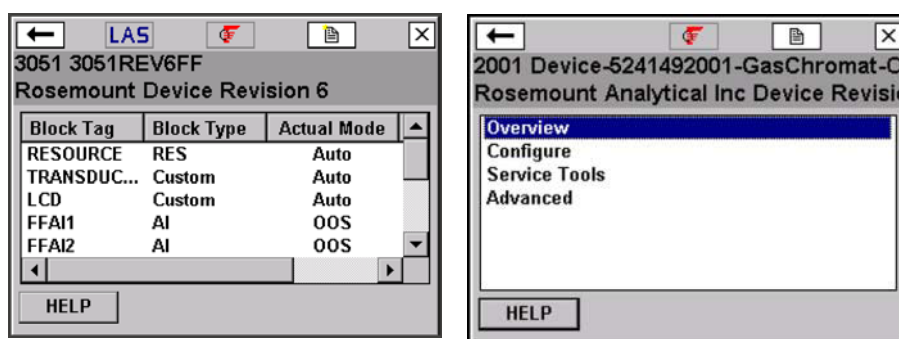 LAS
3051 3051REV6FF
Rosemount Device Revision 6
Block Tag Block Type Actual Mode
RESOURCE RES Auto
TRANSDUC... Custom Auto
LCD Custom Auto
FFAI1 AI OOS
FFAI2 AI OOS
HELP
2001 Device-5241492001-GasChromat-C
Rosemount Analytical Inc Device Revisi
Overview
Configure
Service Tools
Advanced
HELP